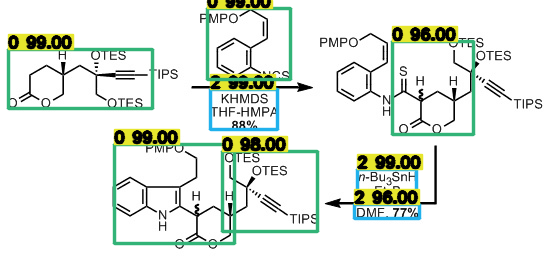 0 99.00
0 99.00
PMPO
H
OTES
TIPS
O
O
OTES
NCS
2 99.00
KHMDS
THF-HMPA
88%
0 96.00
PMPO
OTES
OTES
S
H
H
N
H
TIPS
O
O
0 99.00
0 98.00
PMPO
OTES
OTES
H
H
TIPS
NH
O
O
2 99.00
n-Bu3SnH
2 96.00
DMF, 77%